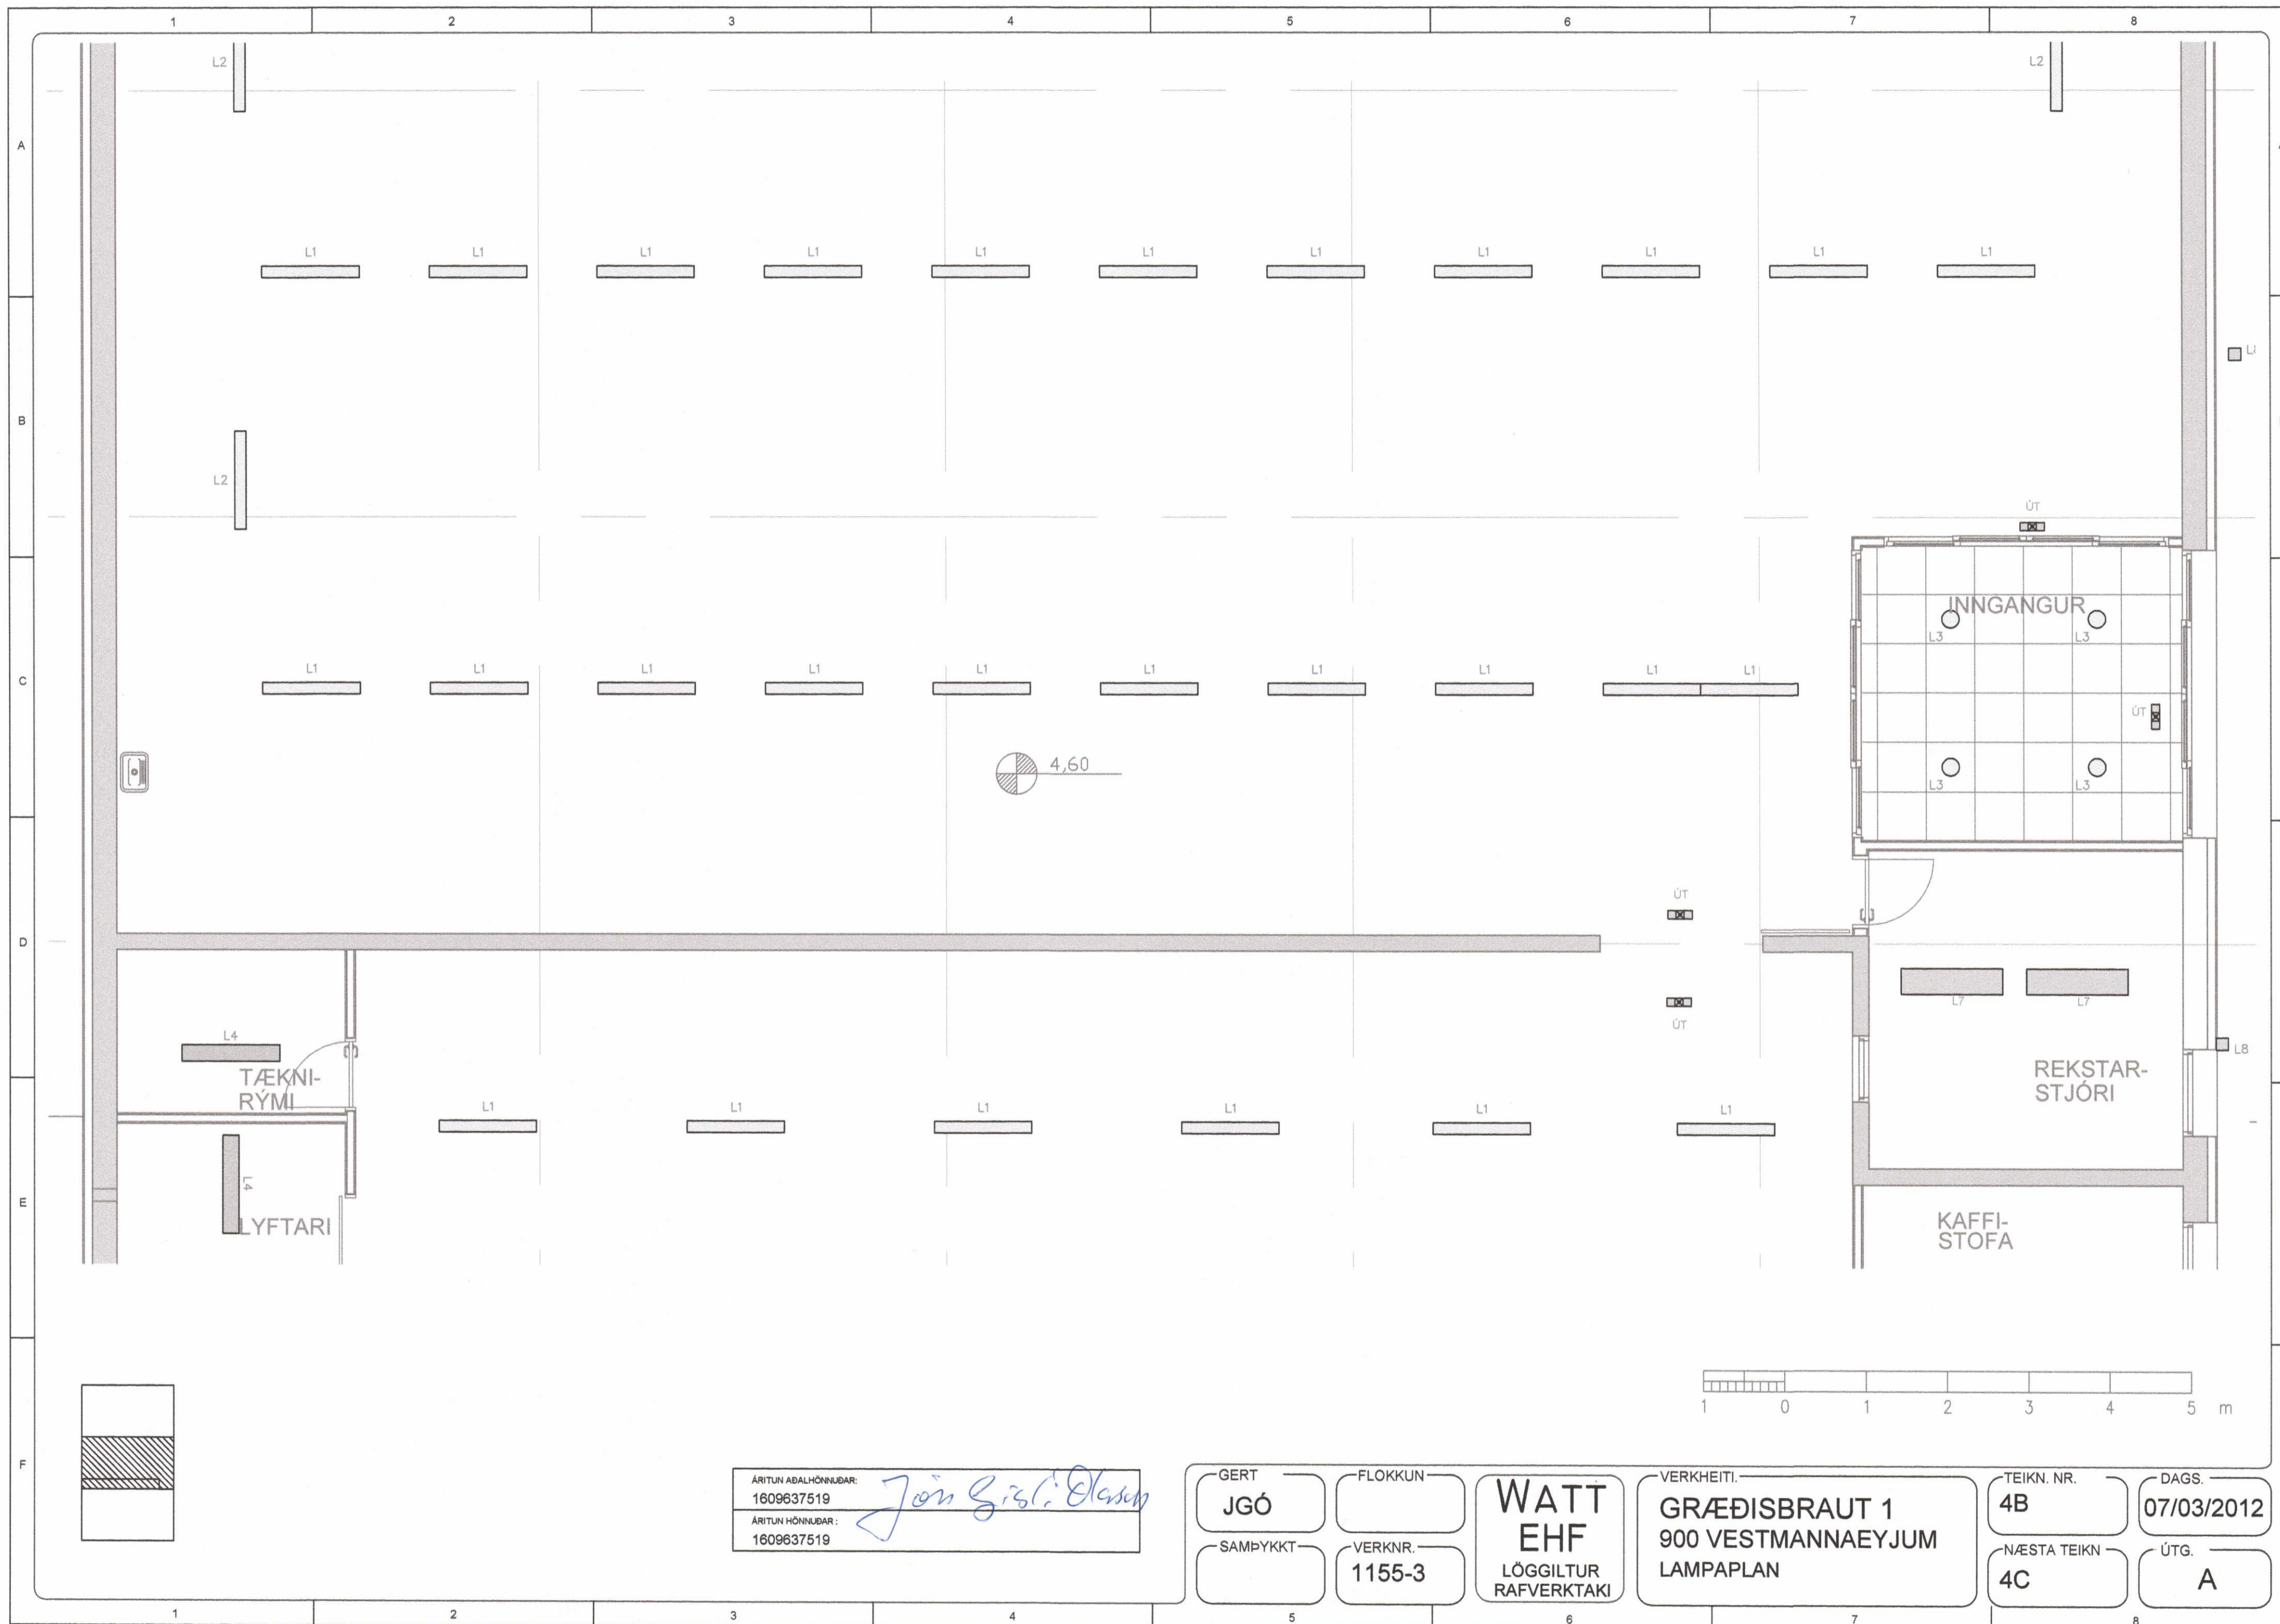 1 2 3 4 5 6 7 8
L2 L2
A
L1 L1 L1 L1 L1 L1 L1 L1 L1 L1 L1
B
L2
ÚT
INNGANGUR
L3 L3
C
L1 L1 L1 L1 L1 L1 L1 L1 L1 L1
ÚT
4,60
L3 L3
ÚT
D
L7 L7
ÚT
L4
L8
TÆKNI-
RÝMI
REKSTAR-
STJÓRI
L1 L1 L1 L1 L1 L1
L4
E
LYFTARI
KAFFI-
STOFA
1 0 1 2 3 4 5 m
F
ÁRITUN AÐALHÖNNUÐAR:
1609637519
Jón Gísli Ólason
ÁRITUN HÖNNUÐAR:
1609637519
GERT
JGÓ
FLOKKUN
SAMÞYKKT
VERKNR.
1155-3
WATT
EHF
LÖGGILTUR
RAFVERKTAKI
VERKHEITI.
GRÆÐISBRAUT 1
900 VESTMANNAEYJUM
LAMPAPLAN
TEIKN. NR.
4B
DAGS.
07/03/2012
NÆSTA TEIKN
4C
ÚTG.
A
1 2 3 4 5 6 7 8